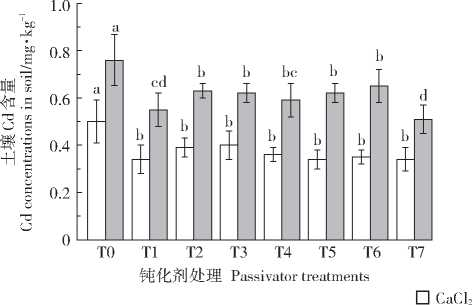 土壤Cd含量
Cd concentrations in soil/mg·kg⁻¹
1.0
0.8
0.6
0.4
0.2
0
a a
b cd
b b
b b
b bc
b b
b b
b d
T0 T1 T2 T3 T4 T5 T6 T7
钝化剂处理 Passivator treatments
CaCl₂